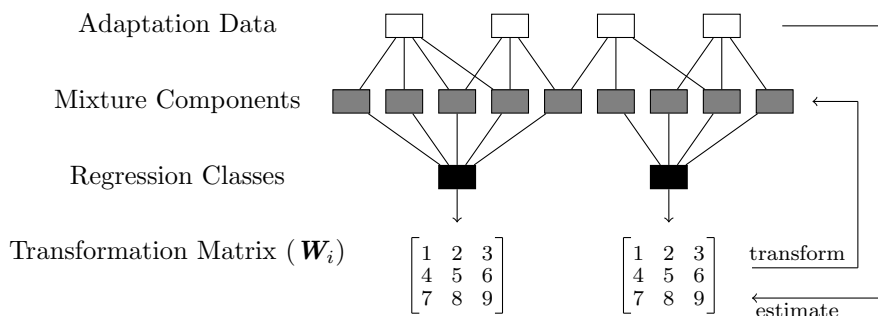 Adaptation Data
Mixture Components
Regression Classes
Transformation Matrix (W_i)
1 2 3
4 5 6
7 8 9
1 2 3
4 5 6
7 8 9
transform
estimate